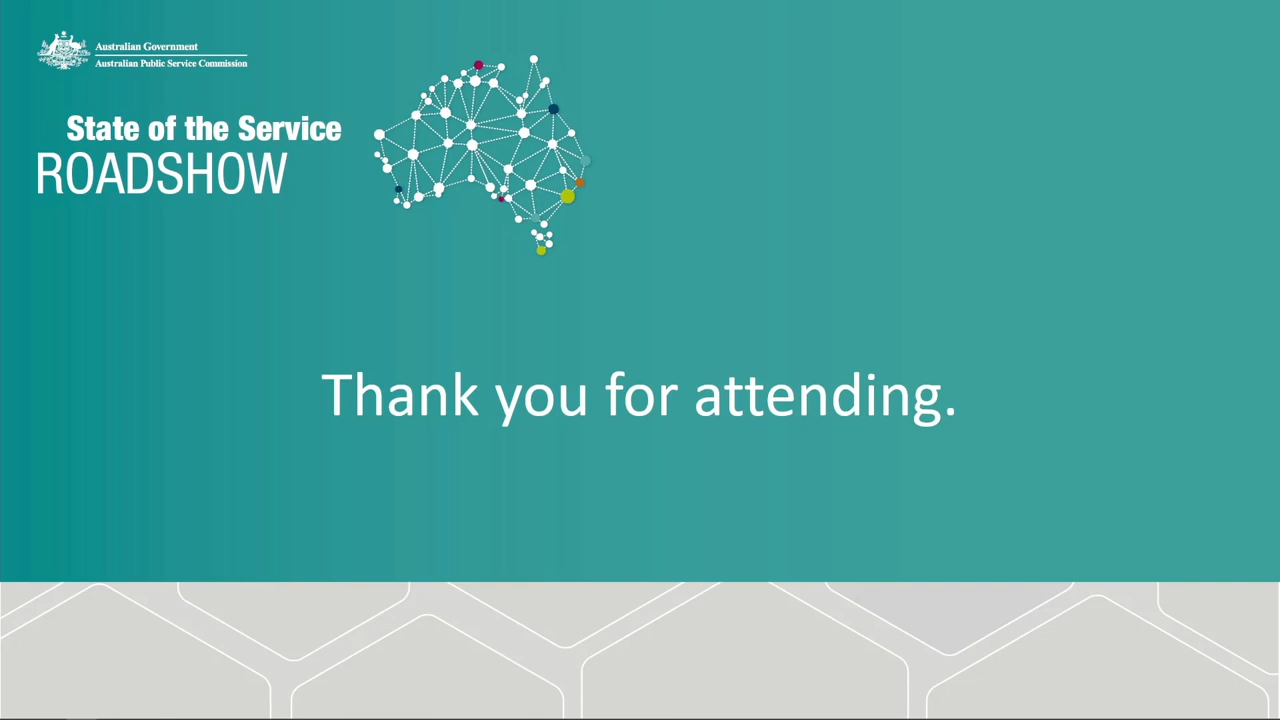 Australian Government
Australian Public Service Commission
State of the Service
ROADSHOW
Thank you for attending.